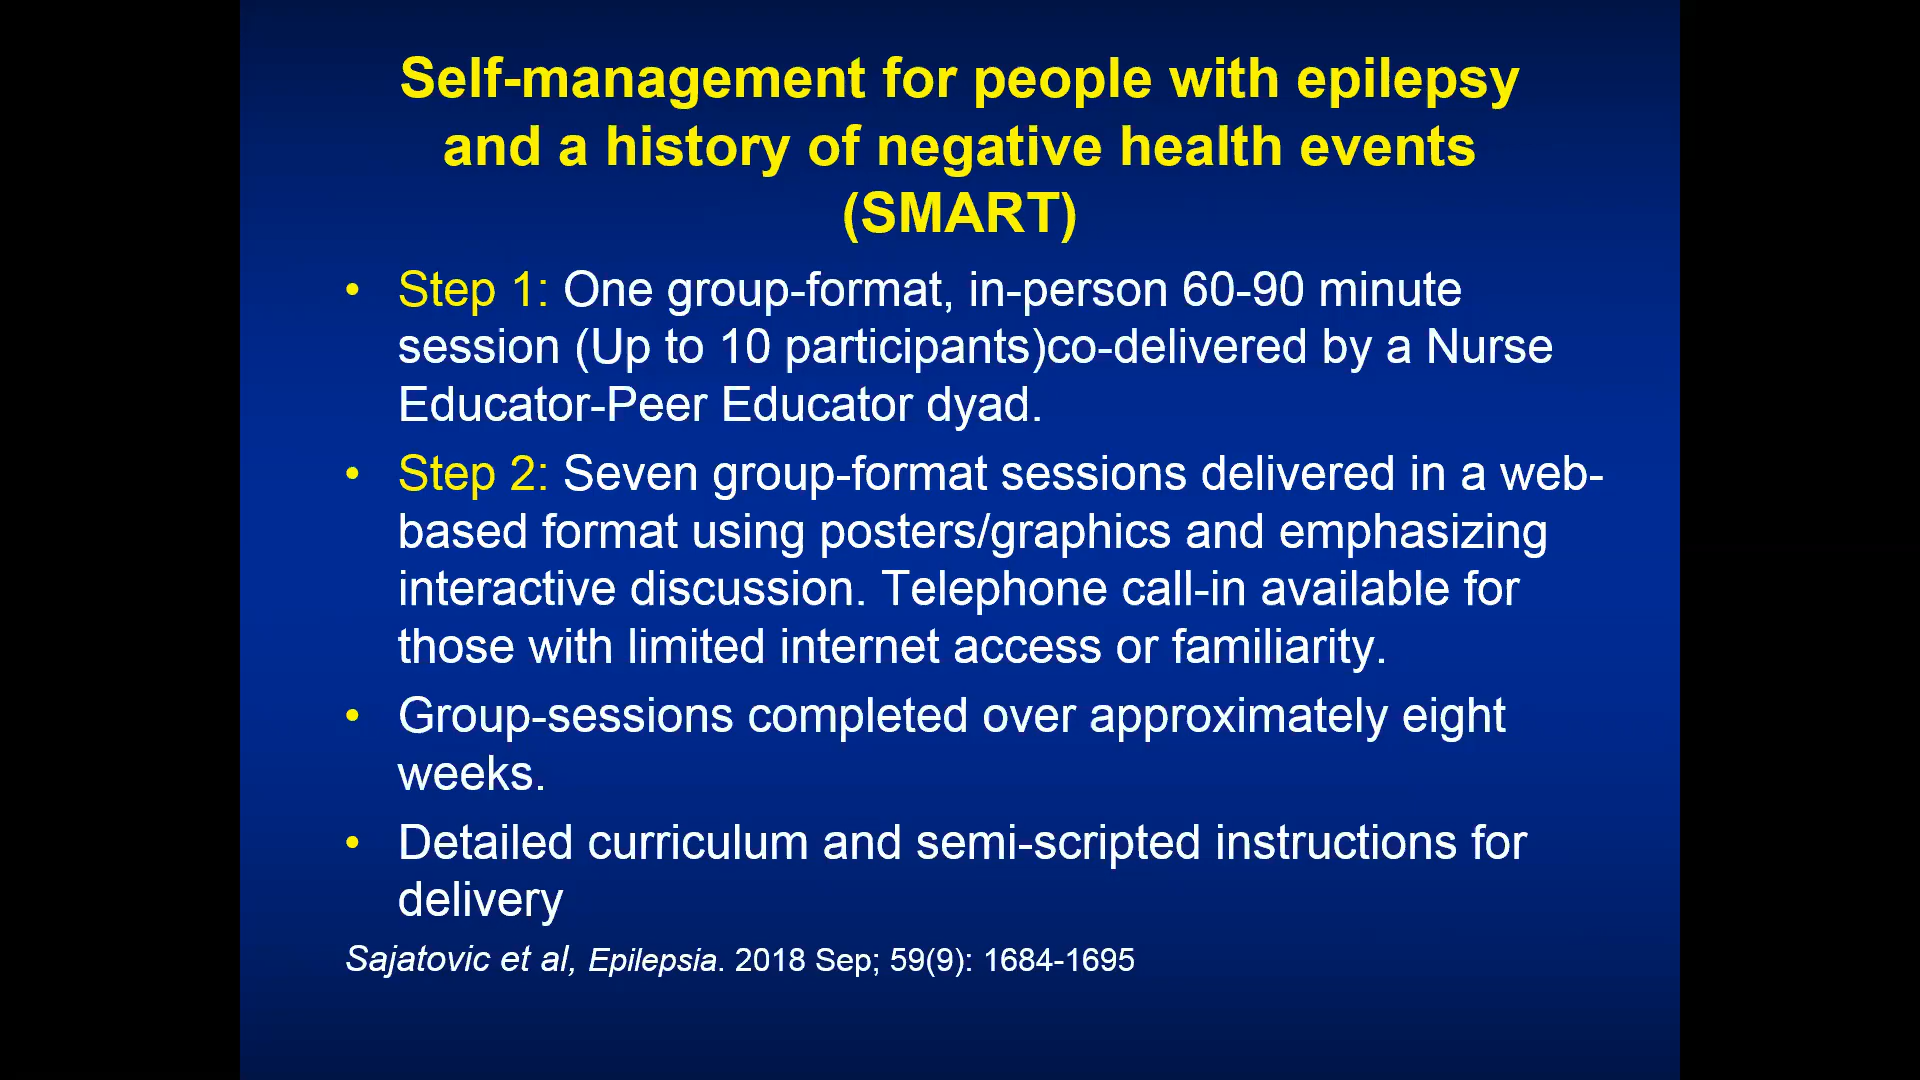 Self-management for people with epilepsy
and a history of negative health events
(SMART)
• Step 1: One group-format, in-person 60-90 minute
session (Up to 10 participants)co-delivered by a Nurse
Educator-Peer Educator dyad.
• Step 2: Seven group-format sessions delivered in a web-
based format using posters/graphics and emphasizing
interactive discussion. Telephone call-in available for
those with limited internet access or familiarity.
• Group-sessions completed over approximately eight
weeks.
• Detailed curriculum and semi-scripted instructions for
delivery
Sajatovic et al, Epilepsia. 2018 Sep; 59(9): 1684-1695